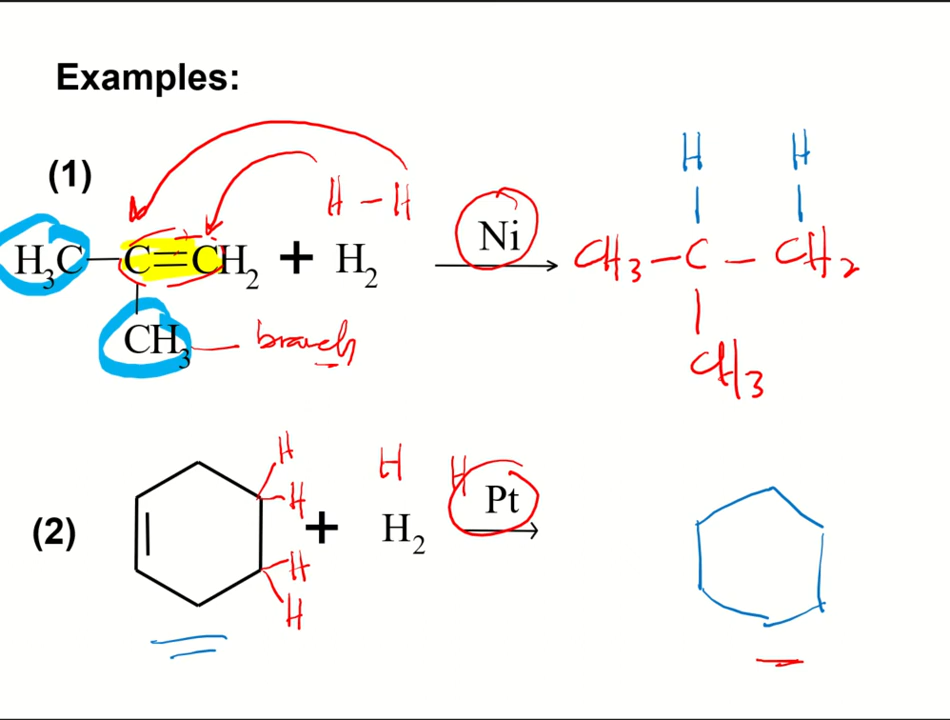 Examples:
H H
(1)
H – H
Ni
H₃C–C=CH₂ + H₂ → CH₃–C–CH₂
CH₃ branch
CH₃
H
H H
H
Pt
(2) + H₂ →
H
H